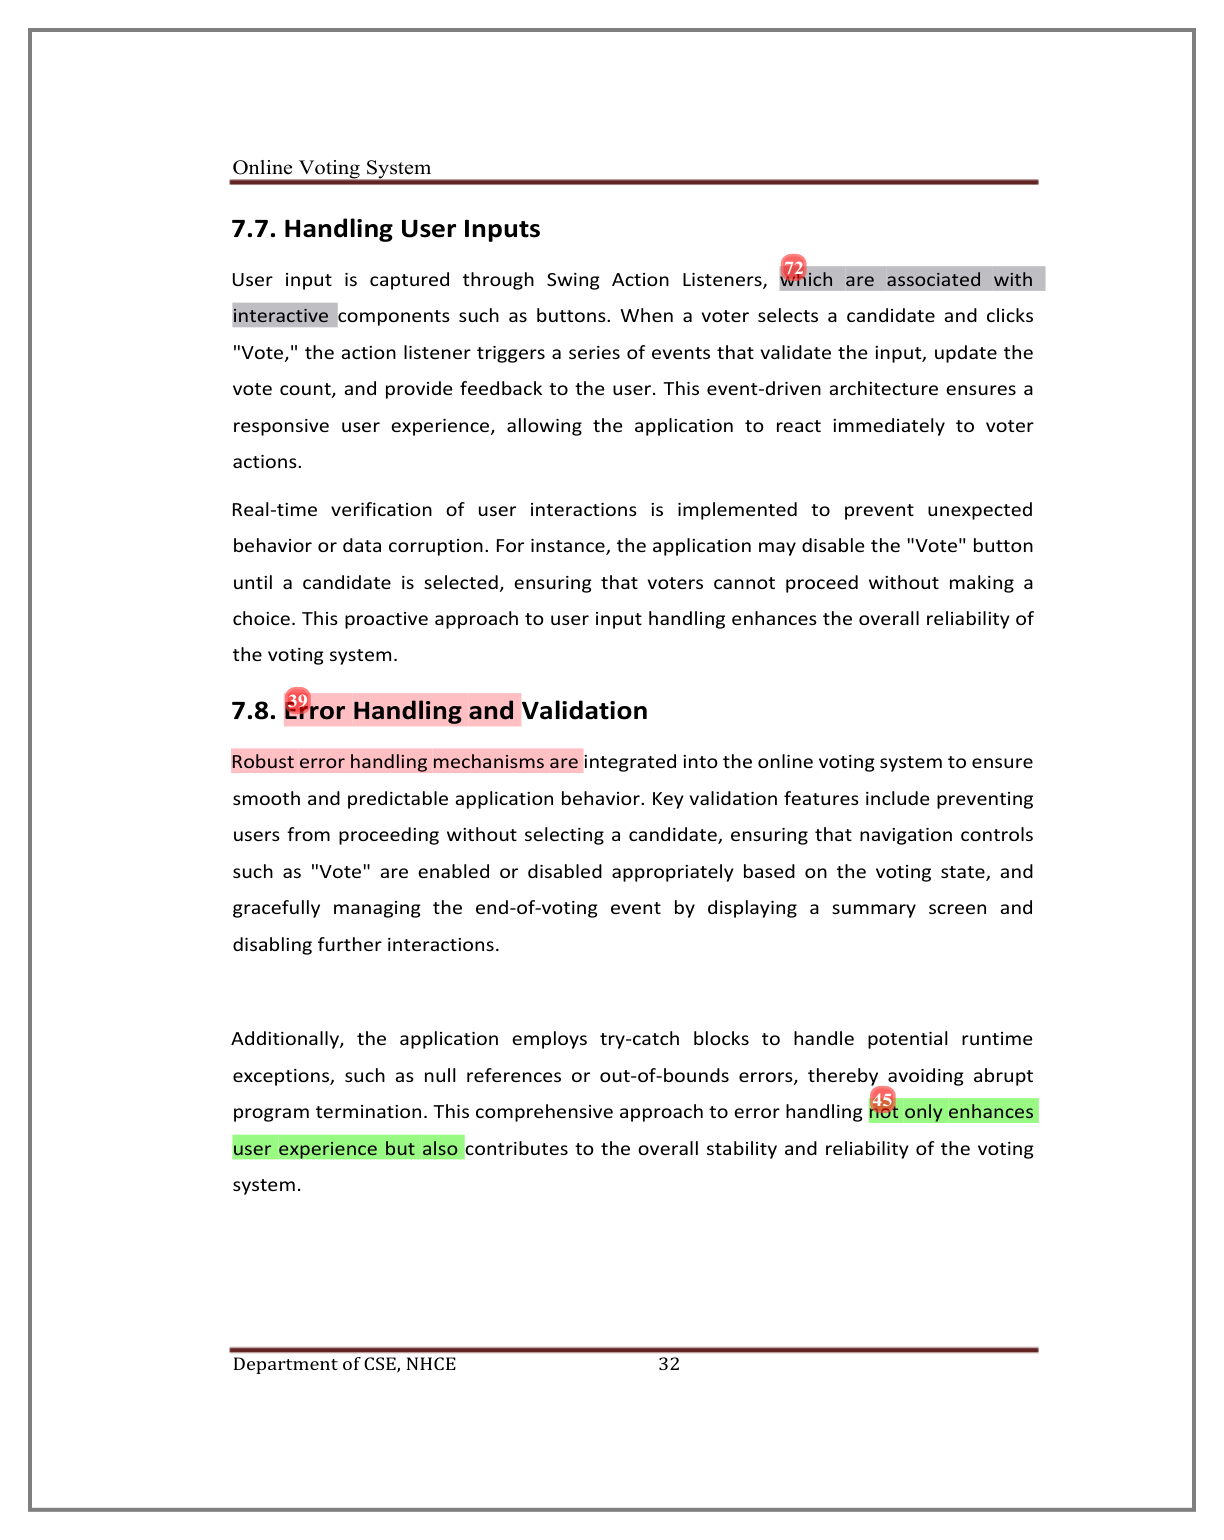 Online Voting System
7.7. Handling User Inputs
72
User input is captured through Swing Action Listeners, which are associated with
interactive components such as buttons. When a voter selects a candidate and clicks
"Vote," the action listener triggers a series of events that validate the input, update the
vote count, and provide feedback to the user. This event-driven architecture ensures a
responsive user experience, allowing the application to react immediately to voter
actions.
Real-time verification of user interactions is implemented to prevent unexpected
behavior or data corruption. For instance, the application may disable the "Vote" button
until a candidate is selected, ensuring that voters cannot proceed without making a
choice. This proactive approach to user input handling enhances the overall reliability of
the voting system.
39
7.8. Error Handling and Validation
Robust error handling mechanisms are integrated into the online voting system to ensure
smooth and predictable application behavior. Key validation features include preventing
users from proceeding without selecting a candidate, ensuring that navigation controls
such as "Vote" are enabled or disabled appropriately based on the voting state, and
gracefully managing the end-of-voting event by displaying a summary screen and
disabling further interactions.
Additionally, the application employs try-catch blocks to handle potential runtime
exceptions, such as null references or out-of-bounds errors, thereby avoiding abrupt
45
program termination. This comprehensive approach to error handling not only enhances
user experience but also contributes to the overall stability and reliability of the voting
system.
Department of CSE, NHCE 32